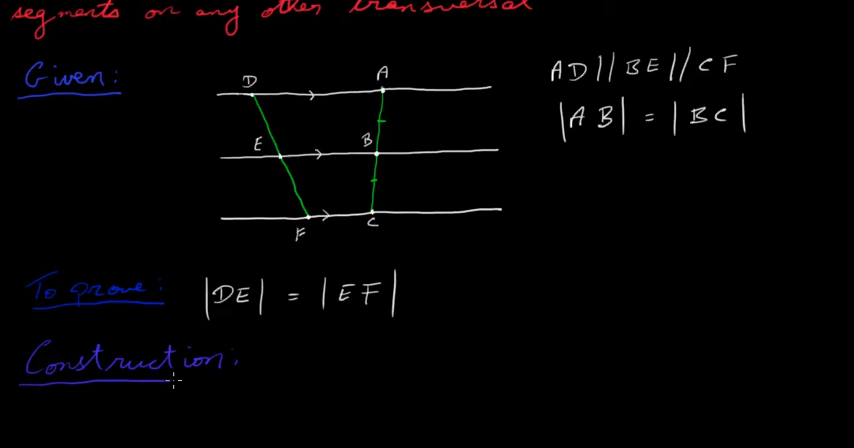 segments on any other transversal
Given:
D
A
AD//BE//CF
|AB| = |BC|
E
B
F
C
To prove:
|DE| = |EF|
Construction: